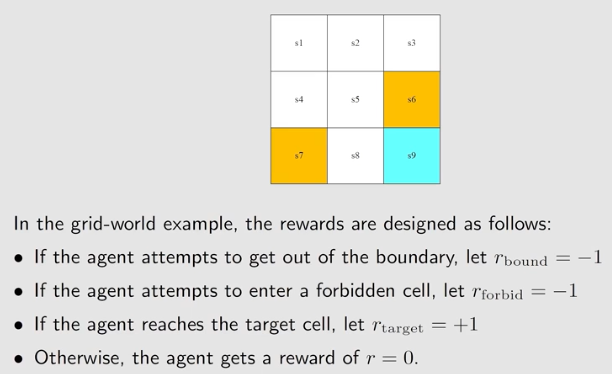 s1 s2 s3
s4 s5 s6
s7 s8 s9
In the grid-world example, the rewards are designed as follows:
• If the agent attempts to get out of the boundary, let r_bound = −1
• If the agent attempts to enter a forbidden cell, let r_forbid = −1
• If the agent reaches the target cell, let r_target = +1
• Otherwise, the agent gets a reward of r = 0.